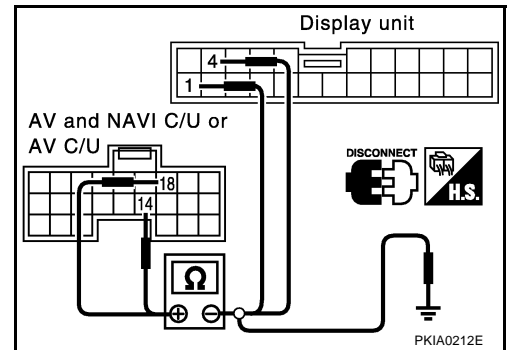 Display unit
4
1
AV and NAVI C/U or
AV C/U
DISCONNECT
H.S.
18
14
Ω
+ −
PKIA0212E